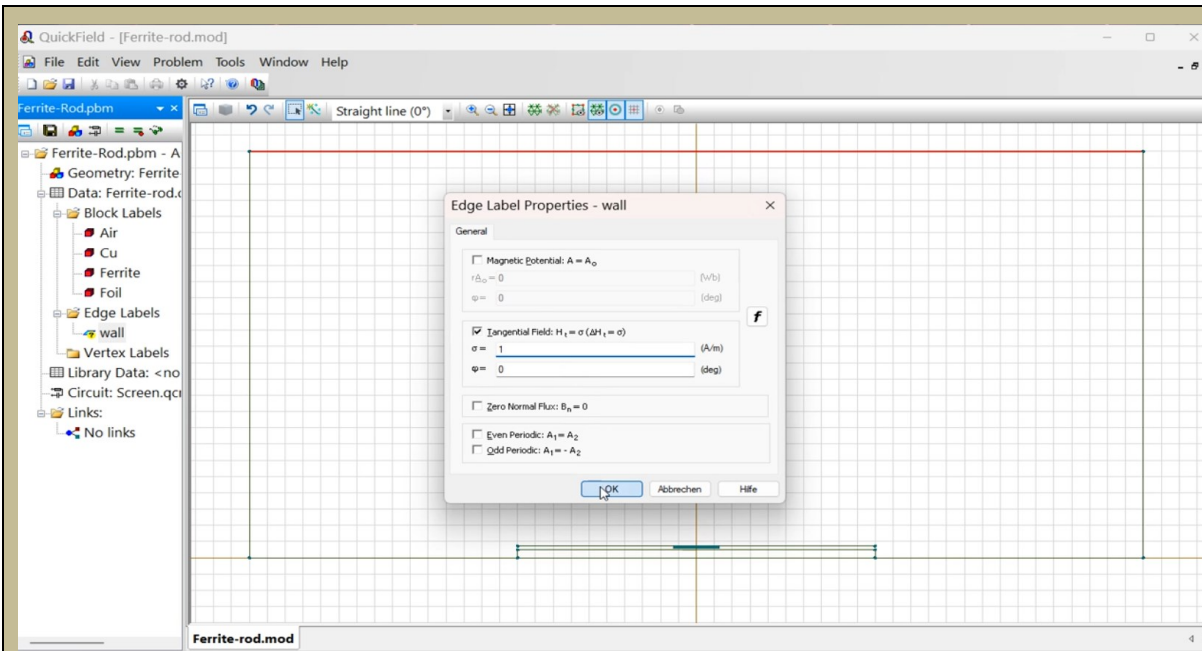 QuickField - [Ferrite-rod.mod]
File Edit View Problem Tools Window Help
Ferrite-Rod.pbm
Straight line (0°)
Ferrite-Rod.pbm - A
Geometry: Ferrite-
Data: Ferrite-rod.
Block Labels
Air
Cu
Ferrite
Foil
Edge Labels
wall
Vertex Labels
Library Data: <no
Circuit: Screen.qci
Links:
No links
Edge Label Properties - wall
General
Magnetic Potential: A = A₀
rA₀ = 0 (Wb)
φ = 0 (deg)
Tangential Field: Hₜ = σ (ΔHₜ = σ)
σ = 1 (A/m)
φ = 0 (deg)
f
Zero Normal Flux: Bₙ = 0
Even Periodic: A₁ = A₂
Odd Periodic: A₁ = - A₂
OK Abbrechen Hilfe
Ferrite-rod.mod